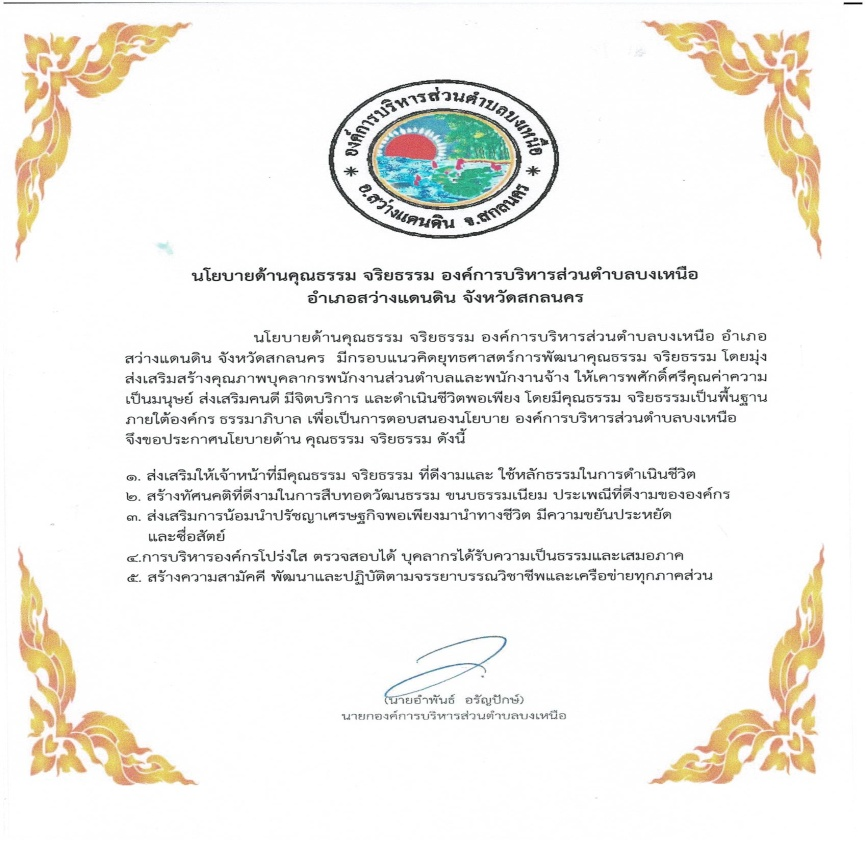 องค์การบริหารส่วนตำบลบงเหนือ
* อ.สว่างแดนดิน จ.สกลนคร *
นโยบายด้านคุณธรรม จริยธรรม องค์การบริหารส่วนตำบลบงเหนือ
อำเภอสว่างแดนดิน จังหวัดสกลนคร
นโยบายด้านคุณธรรม จริยธรรม องค์การบริหารส่วนตำบลบงเหนือ อำเภอ
สว่างแดนดิน จังหวัดสกลนคร มีกรอบแนวคิดยุทธศาสตร์การพัฒนาคุณธรรม จริยธรรม โดยมุ่ง
ส่งเสริมสร้างคุณภาพบุคลากรพนักงานส่วนตำบลและพนักงานจ้าง ให้เคารพศักดิ์ศรีคุณค่าความ
เป็นมนุษย์ ส่งเสริมคนดี มีจิตบริการ และดำเนินชีวิตพอเพียง โดยมีคุณธรรม จริยธรรมเป็นพื้นฐาน
ภายใต้องค์กร ธรรมาภิบาล เพื่อเป็นการตอบสนองนโยบาย องค์การบริหารส่วนตำบลบงเหนือ
จึงขอประกาศนโยบายด้าน คุณธรรม จริยธรรม ดังนี้
๑. ส่งเสริมให้เจ้าหน้าที่มีคุณธรรม จริยธรรม ที่ดีงามและ ใช้หลักธรรมในการดำเนินชีวิต
๒. สร้างทัศนคติที่ดีงามในการสืบทอดวัฒนธรรม ขนบธรรมเนียม ประเพณีที่ดีงามขององค์กร
๓. ส่งเสริมการน้อมนำปรัชญาเศรษฐกิจพอเพียงมานำทางชีวิต มีความขยันประหยัด
และซื่อสัตย์
๔.การบริหารองค์กรโปร่งใส ตรวจสอบได้ บุคลากรได้รับความเป็นธรรมและเสมอภาค
๕. สร้างความสามัคคี พัฒนาและปฏิบัติตามจรรยาบรรณวิชาชีพและเครือข่ายทุกภาคส่วน
(นายอำพันธ์ อรัญปักษ์)
นายกองค์การบริหารส่วนตำบลบงเหนือ